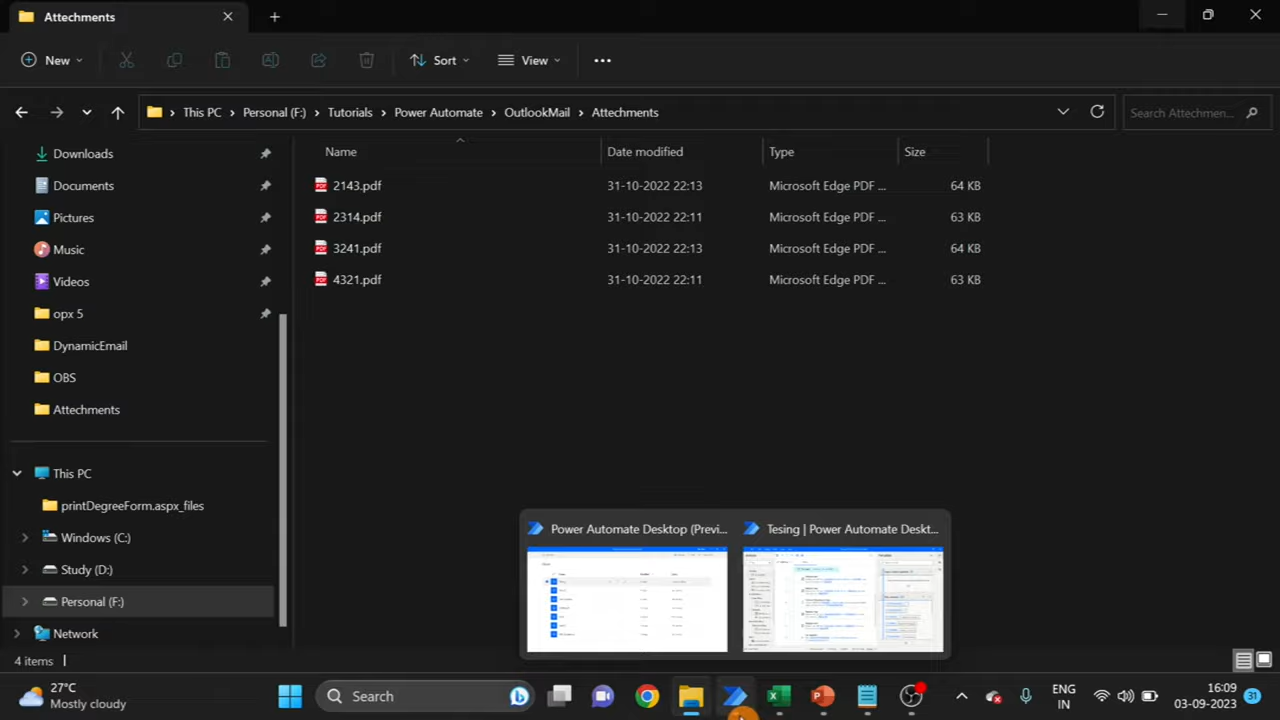 Attechments
New
Sort
View
This PC
Personal (F:)
Tutorials
Power Automate
OutlookMail
Attechments
Search Attechmen...
Name
Date modified
Type
Size
2143.pdf 31-10-2022 22:13 Microsoft Edge PDF ... 64 KB
2314.pdf 31-10-2022 22:11 Microsoft Edge PDF ... 63 KB
3241.pdf 31-10-2022 22:13 Microsoft Edge PDF ... 64 KB
4321.pdf 31-10-2022 22:11 Microsoft Edge PDF ... 63 KB
Downloads
Documents
Pictures
Music
Videos
opx 5
DynamicEmail
OBS
Attechments
This PC
printDegreeForm.aspx_files
Windows (C:)
Network
4 items
Power Automate Desktop (Previ...
Tesing | Power Automate Deskt...
27°C
Mostly cloudy
Search
ENG
IN
16:09
03-09-2023
31